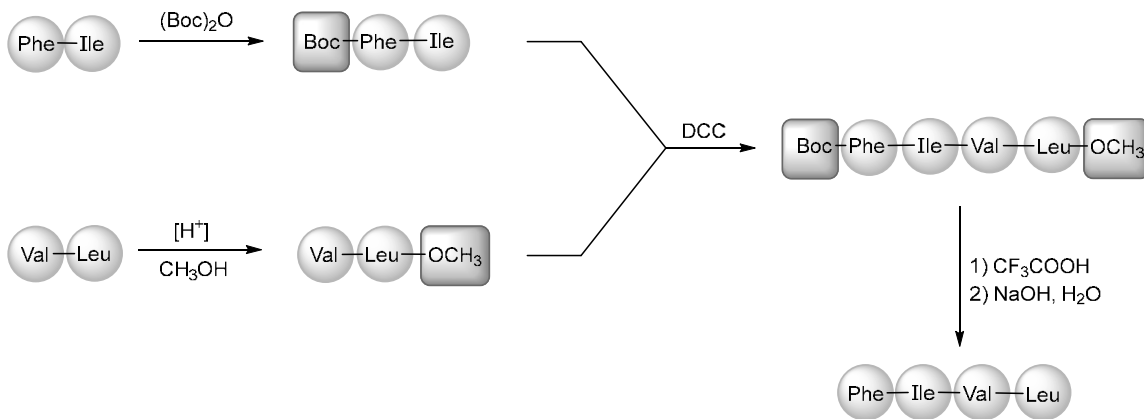 Phe Ile
(Boc)₂O
Boc Phe Ile
DCC
Boc Phe Ile Val Leu OCH₃
Val Leu
[H⁺]
CH₃OH
Val Leu OCH₃
1) CF₃COOH
2) NaOH, H₂O
Phe Ile Val Leu